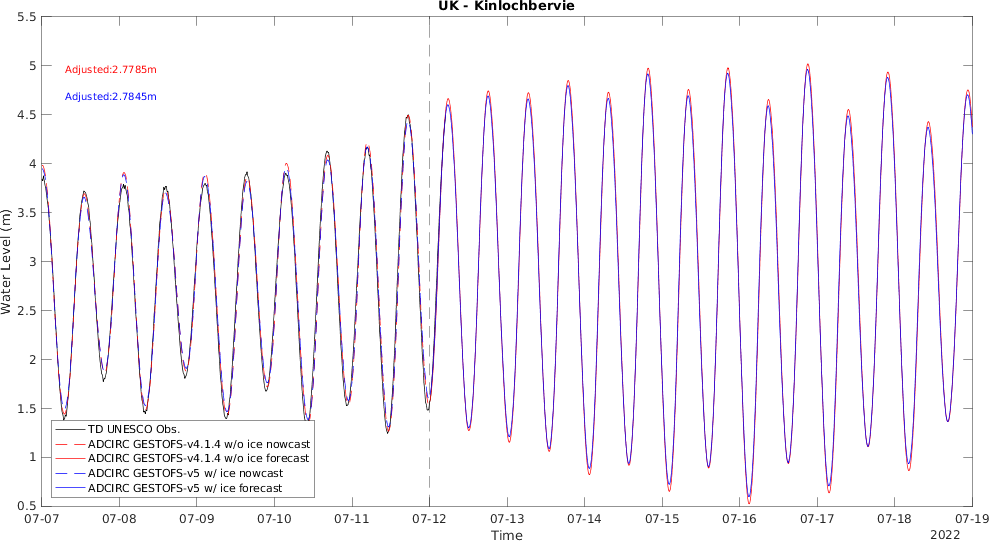 UK - Kinlochbervie
Adjusted:2.7785m
Adjusted:2.7845m
Water Level (m)
5.5
5
4.5
4
3.5
3
2.5
2
1.5
1
0.5
TD UNESCO Obs.
ADCIRC GESTOFS-v4.1.4 w/o ice nowcast
ADCIRC GESTOFS-v4.1.4 w/o ice forecast
ADCIRC GESTOFS-v5 w/ ice nowcast
ADCIRC GESTOFS-v5 w/ ice forecast
07-07 07-08 07-09 07-10 07-11 07-12 07-13 07-14 07-15 07-16 07-17 07-18 07-19
Time
2022